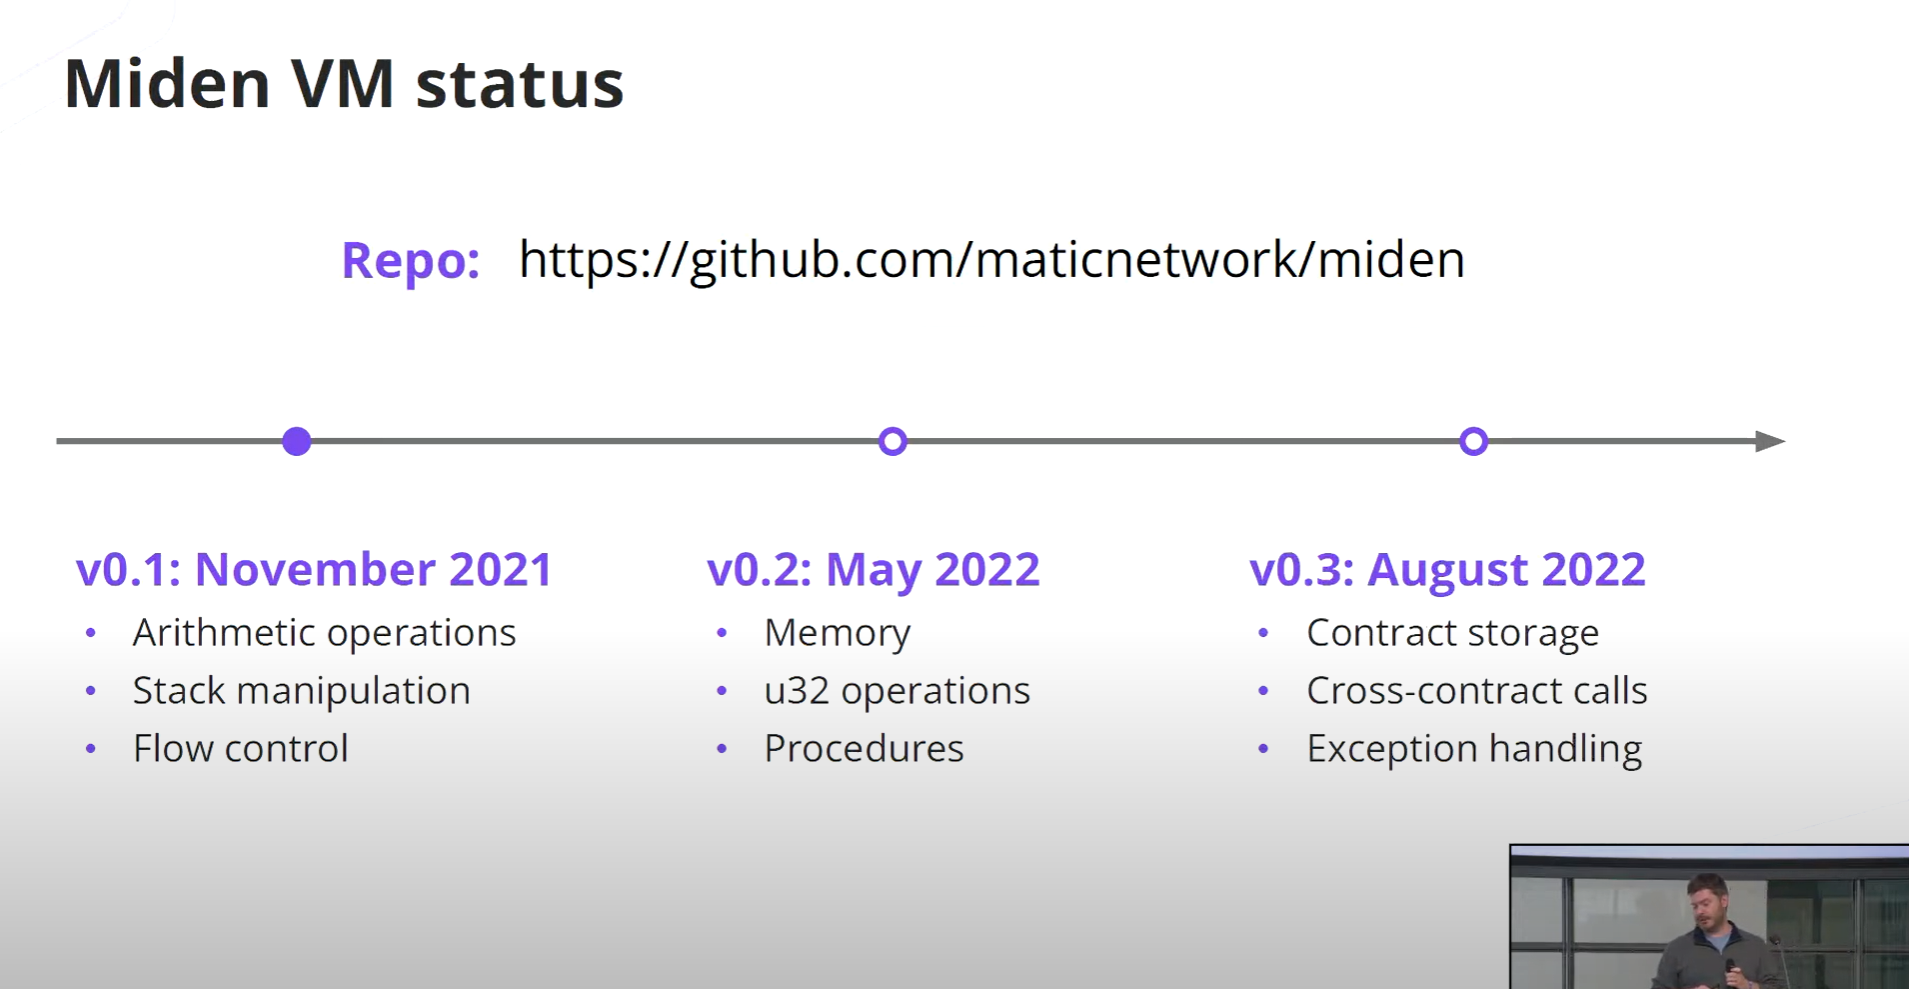 Miden VM status
Repo: https://github.com/maticnetwork/miden
v0.1: November 2021
• Arithmetic operations
• Stack manipulation
• Flow control
v0.2: May 2022
• Memory
• u32 operations
• Procedures
v0.3: August 2022
• Contract storage
• Cross-contract calls
• Exception handling